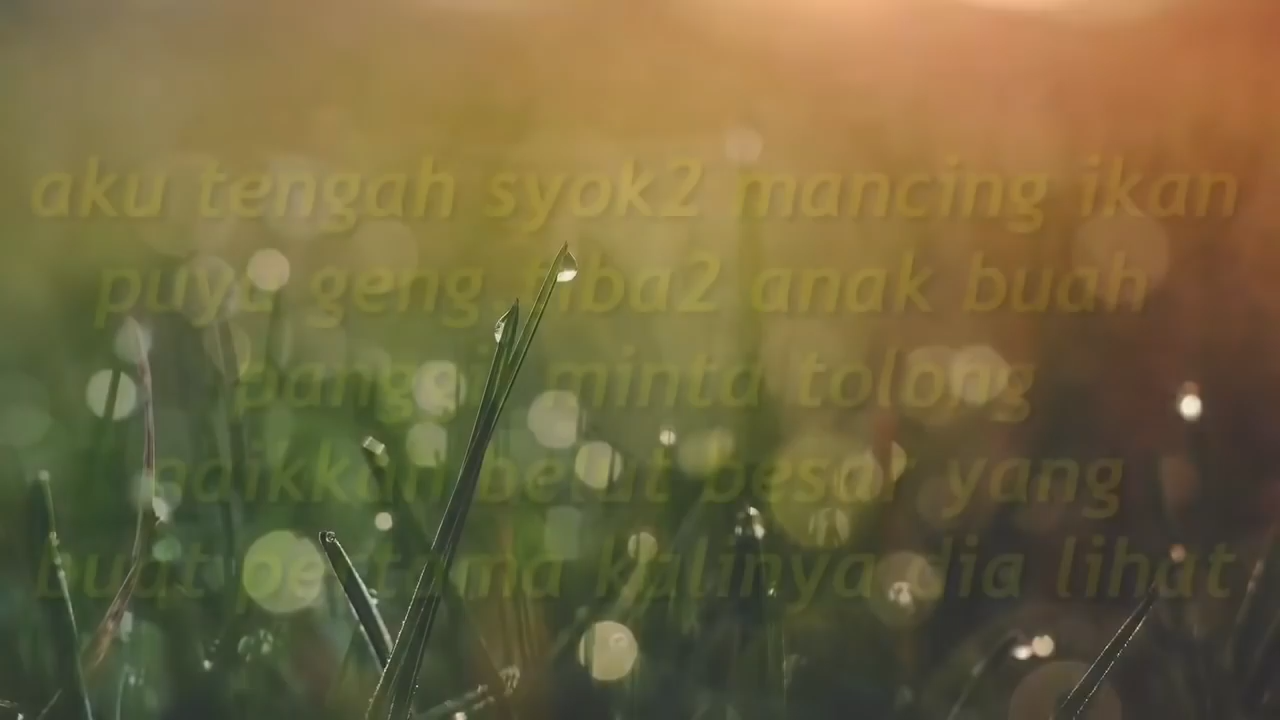 aku tengah syok2 mancing ikan
puyu geng tiba2 anak buah
panggil minta tolong
naikkan belut besar yang
buat pertama kalinya dia lihat